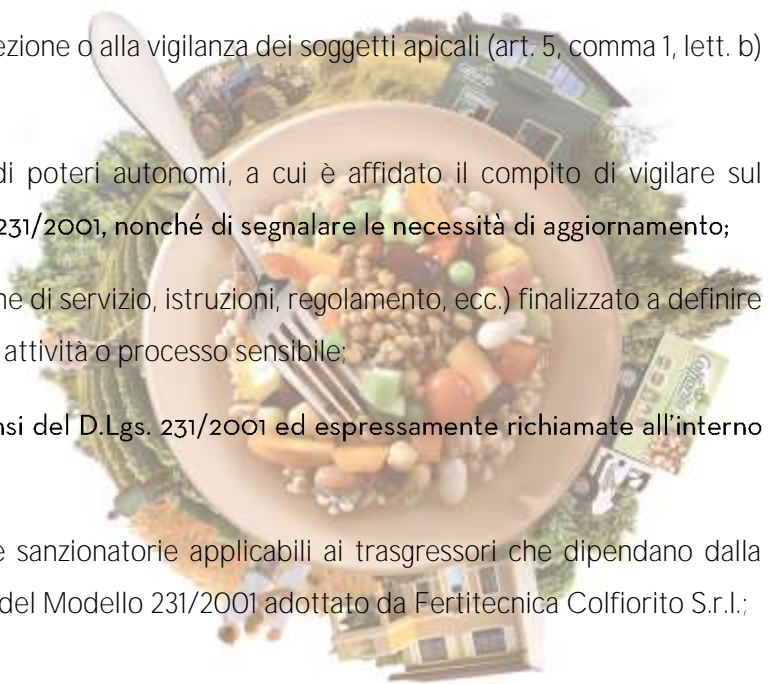 ezione o alla vigilanza dei soggetti apicali (art. 5, comma 1, lett. b)
di poteri autonomi, a cui è affidato il compito di vigilare sul
231/2001, nonché di segnalare le necessità di aggiornamento;
ne di servizio, istruzioni, regolamento, ecc.) finalizzato a definire
attività o processo sensibile;
nsi del D.Lgs. 231/2001 ed espressamente richiamate all'interno
e sanzionatorie applicabili ai trasgressori che dipendano dalla
del Modello 231/2001 adottato da Fertitecnica Colfiorito S.r.l.;
Colfiorito